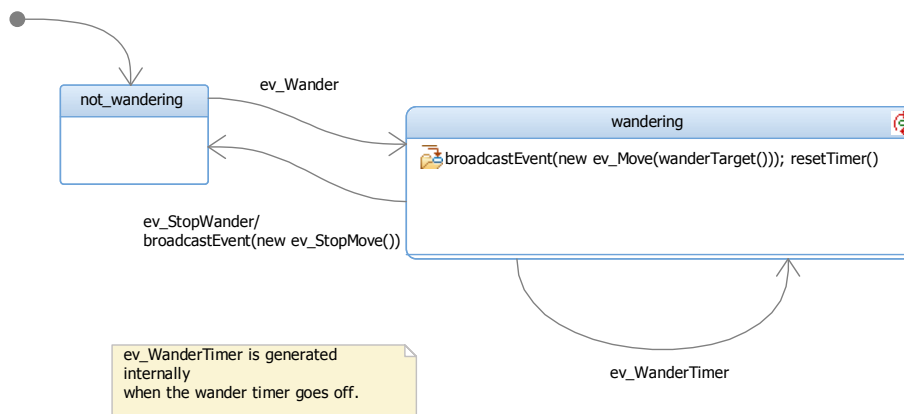 ev_Wander
not_wandering
wandering
broadcastEvent(new ev_Move(wanderTarget())); resetTimer()
ev_StopWander/
broadcastEvent(new ev_StopMove())
ev_WanderTimer is generated
internally
when the wander timer goes off.
ev_WanderTimer